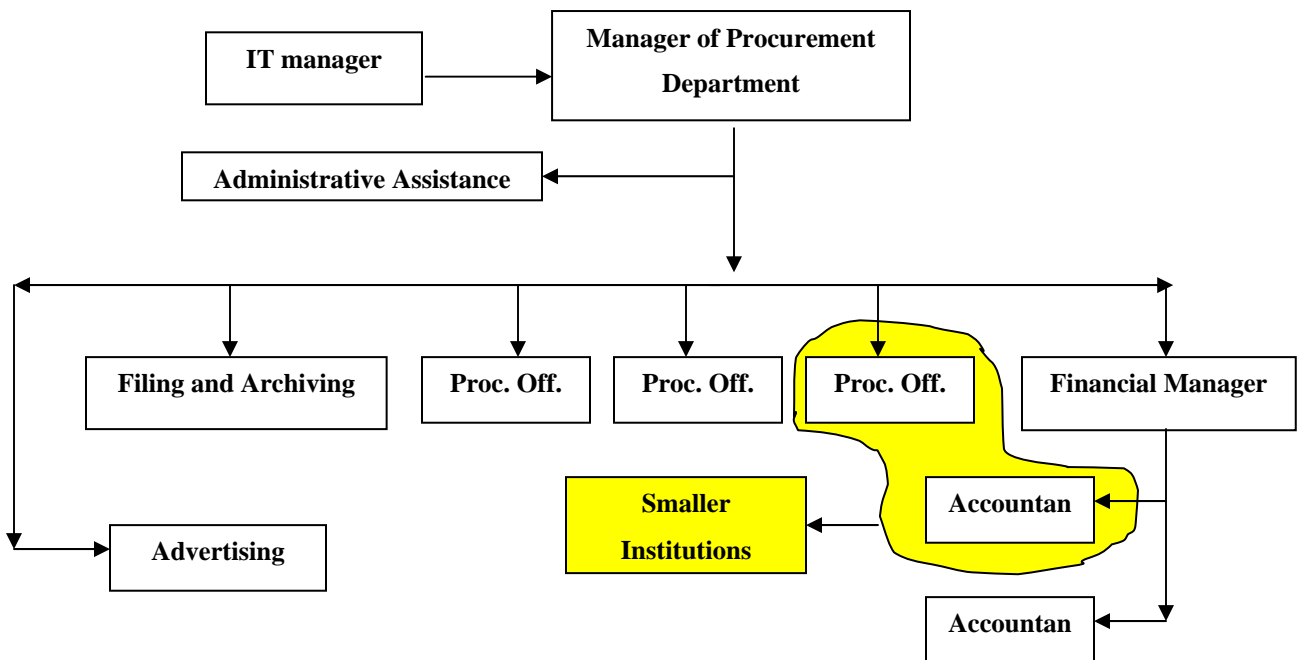 IT manager
Manager of Procurement
Department
Administrative Assistance
Filing and Archiving
Proc. Off.
Proc. Off.
Proc. Off.
Financial Manager
Smaller
Institutions
Accountan
Advertising
Accountan